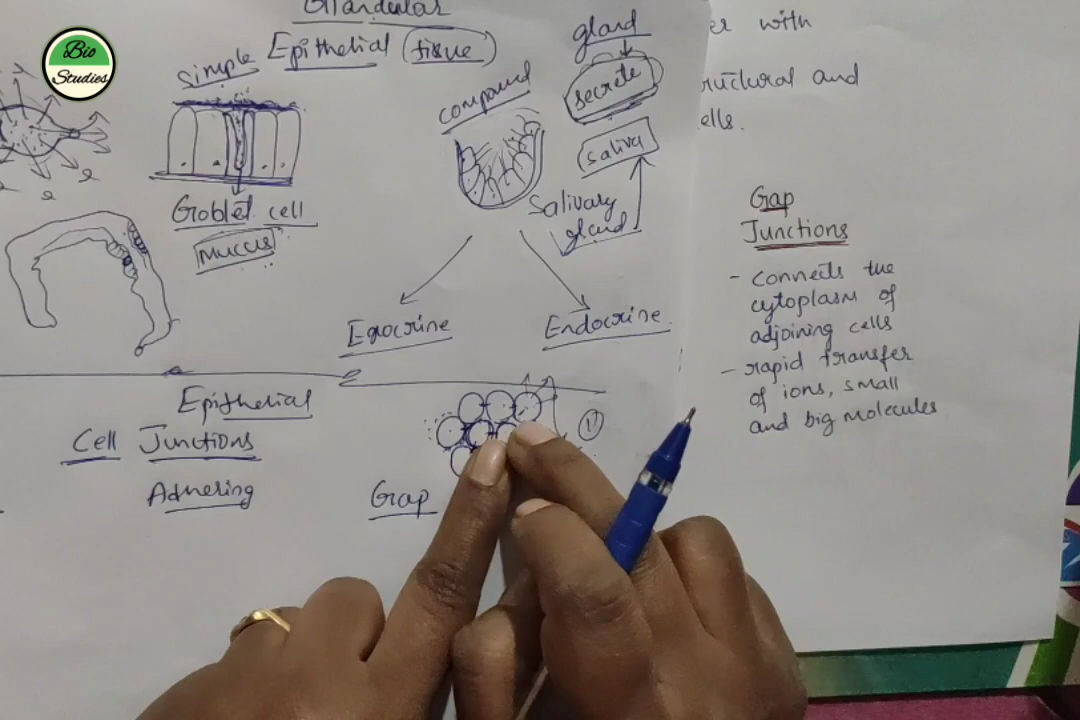 Bio
Studies
Glandular
Epithelial tissue
Simple
Goblet cell
Mucus
compound
gland
secrete
saliva
Salivary
gland
Exocrine
Endocrine
Epithelial
Cell Junctions
Adhering
Gap
1
er with
ructural and
ells.
Gap
Junctions
- connects the
cytoplasm of
adjoining cells
- rapid transfer
of ions, small
and big molecules